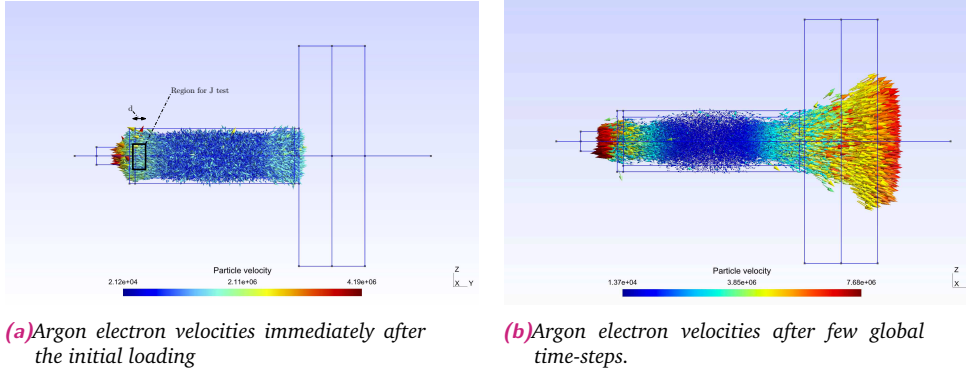 Region for J test
d
Particle velocity
2.12e+04
2.11e+06
4.19e+06
Z
X Y
(a)Argon electron velocities immediately after
the initial loading
Particle velocity
1.37e+04
3.85e+06
7.68e+06
Z
X Y
(b)Argon electron velocities after few global
time-steps.